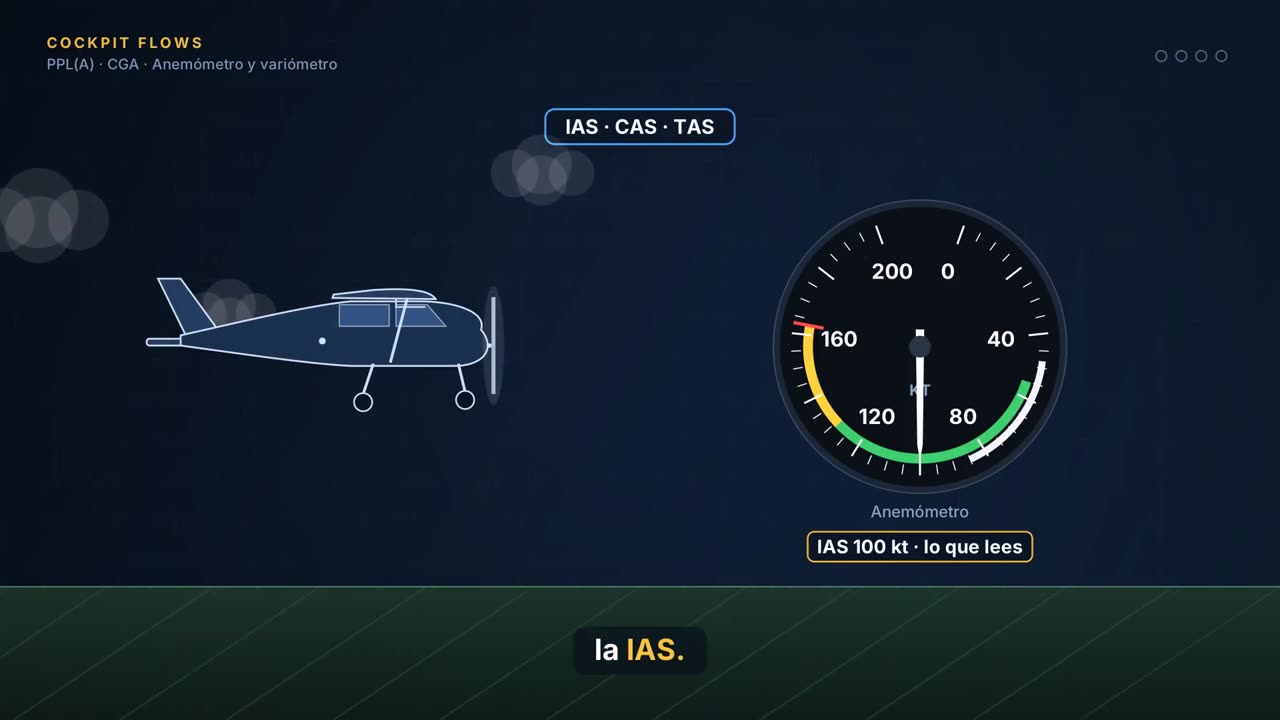 COCKPIT FLOWS
PPL(A) · CGA · Anemómetro y variómetro
IAS · CAS · TAS
200 0
160 40
KT
120 80
Anemómetro
IAS 100 kt · lo que lees
la IAS.